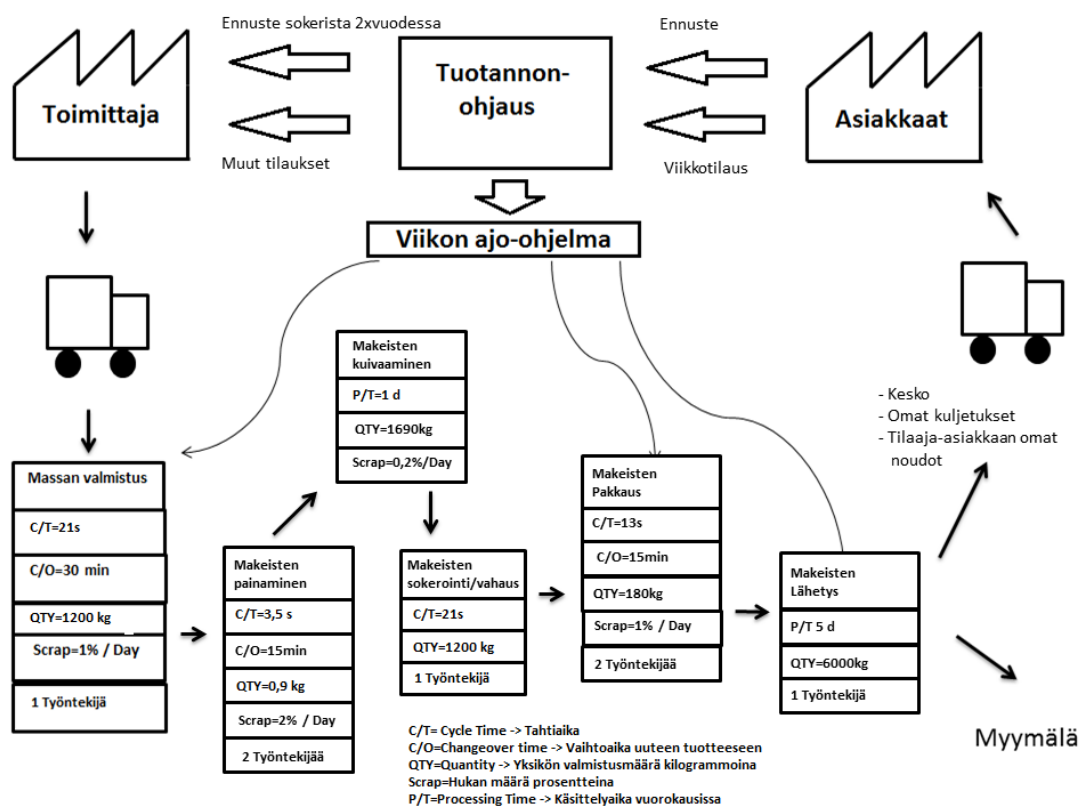 Ennuste sokerista 2xvuodessa
Ennuste
Toimittaja
Tuotannon-
ohjaus
Asiakkaat
Muut tilaukset
Viikkotilaus
Viikon ajo-ohjelma
- Kesko
- Omat kuljetukset
- Tilaaja-asiakkaan omat
noudot
Massan valmistus
C/T=21s
C/O=30 min
QTY=1200 kg
Scrap=1% / Day
1 Työntekijä
Makeisten
painaminen
C/T=3,5 s
C/O=15min
QTY=0,9 kg
Scrap=2% / Day
2 Työntekijää
Makeisten
kuivaaminen
P/T=1 d
QTY=1690kg
Scrap=0,2%/Day
Makeisten
sokerointi/vahaus
C/T=21s
QTY=1200 kg
1 Työntekijä
Makeisten
Pakkaus
C/T=13s
C/O=15min
QTY=180kg
Scrap=1% / Day
2 Työntekijää
Makeisten
Lähetys
P/T 5 d
QTY=6000kg
1 Työntekijä
Myymälä
C/T= Cycle Time -> Tahtiaika
C/O=Changeover time -> Vaihtoaika uuteen tuotteeseen
QTY=Quantity -> Yksikön valmistusmäärä kilogrammoina
Scrap=Hukan määrä prosentteina
P/T=Processing Time -> Käsittelyaika vuorokausissa